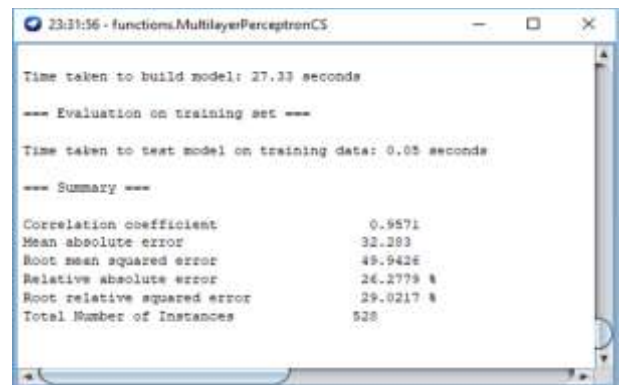 23:31:56 - functions.MultilayerPerceptronCS
Time taken to build model: 27.33 seconds
=== Evaluation on training set ===
Time taken to test model on training data: 0.05 seconds
=== Summary ===
Correlation coefficient 0.9571
Mean absolute error 32.283
Root mean squared error 49.9426
Relative absolute error 26.2779 %
Root relative squared error 29.0217 %
Total Number of Instances 528